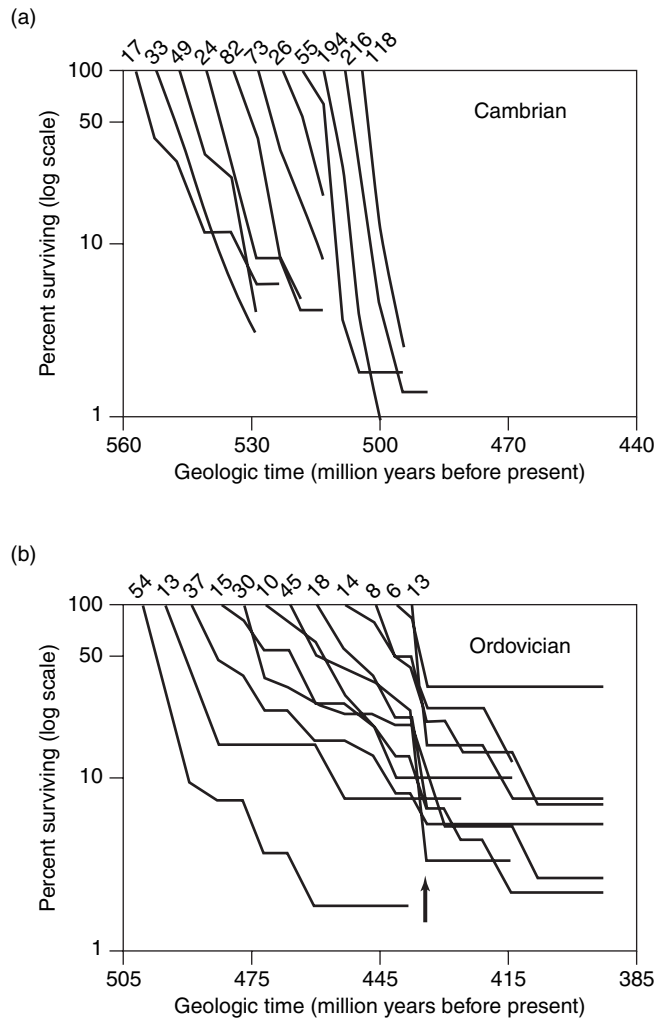 (a)
17 33 49 24 82 73 26 55 194 216 118
100
50
10
1
Cambrian
Percent surviving (log scale)
560 530 500 470 440
Geologic time (million years before present)
(b)
54 13 37 15 30 10 45 18 14 8 6 13
100
50
10
1
Ordovician
Percent surviving (log scale)
505 475 445 415 385
Geologic time (million years before present)